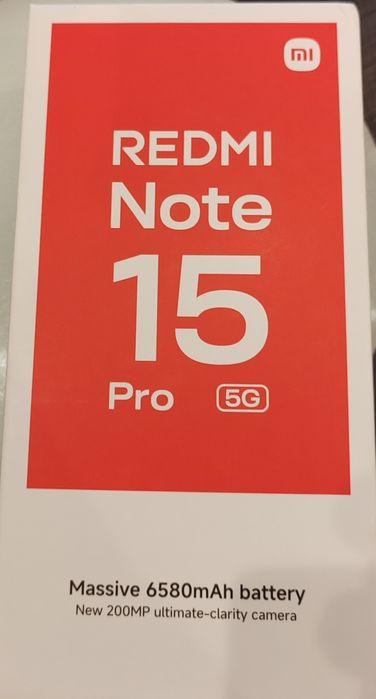 mi
REDMI
Note
15
Pro 5G
Massive 6580mAh battery
New 200MP ultimate-clarity camera